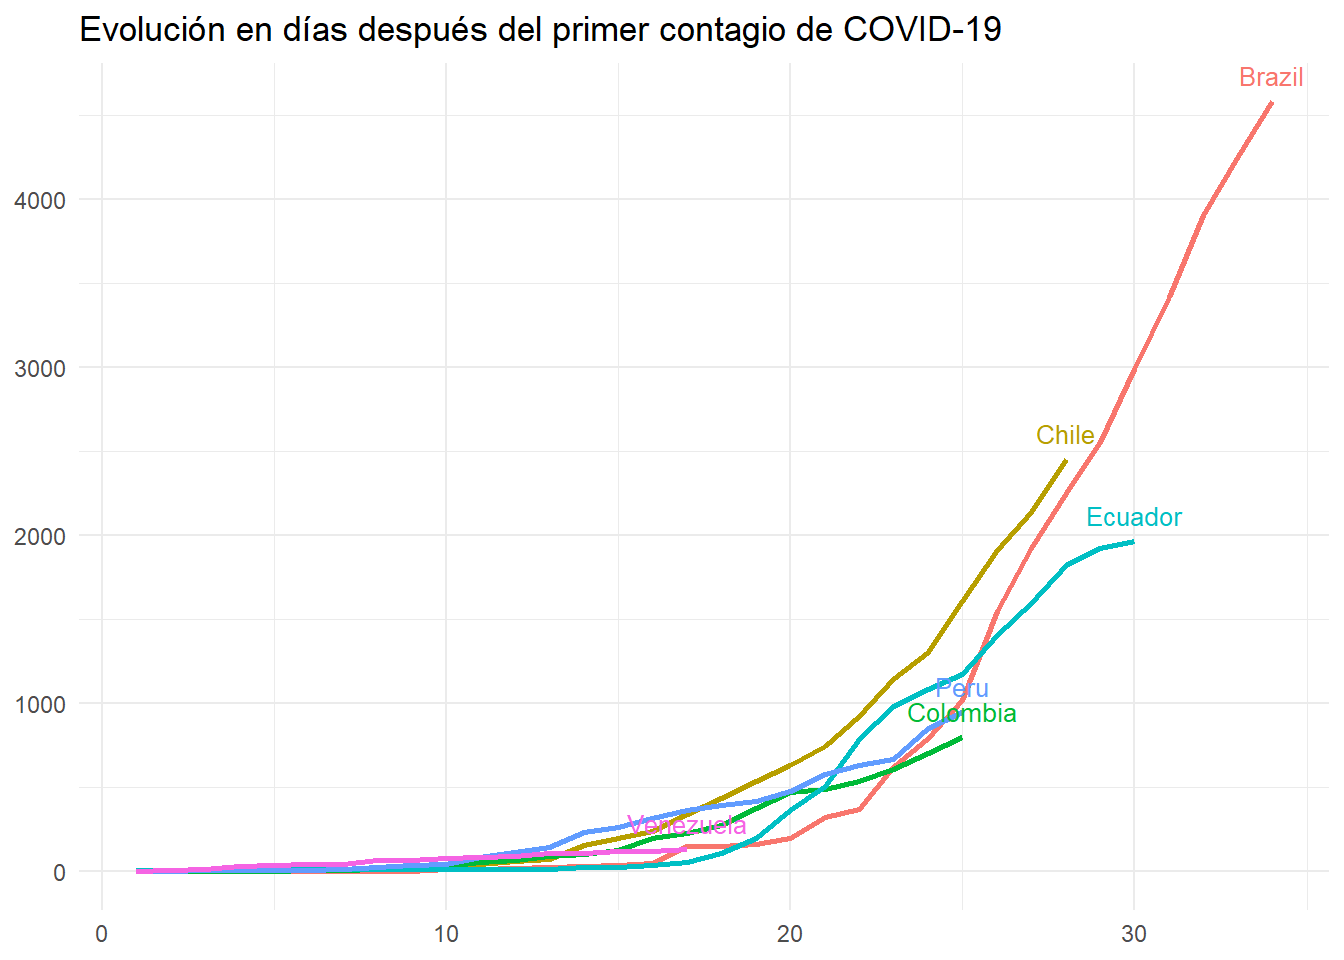 Evolución en días después del primer contagio de COVID-19
Brazil
4000
3000
Chile
Ecuador
2000
Peru
1000
Colombia
Venezuela
0
0 10 20 30